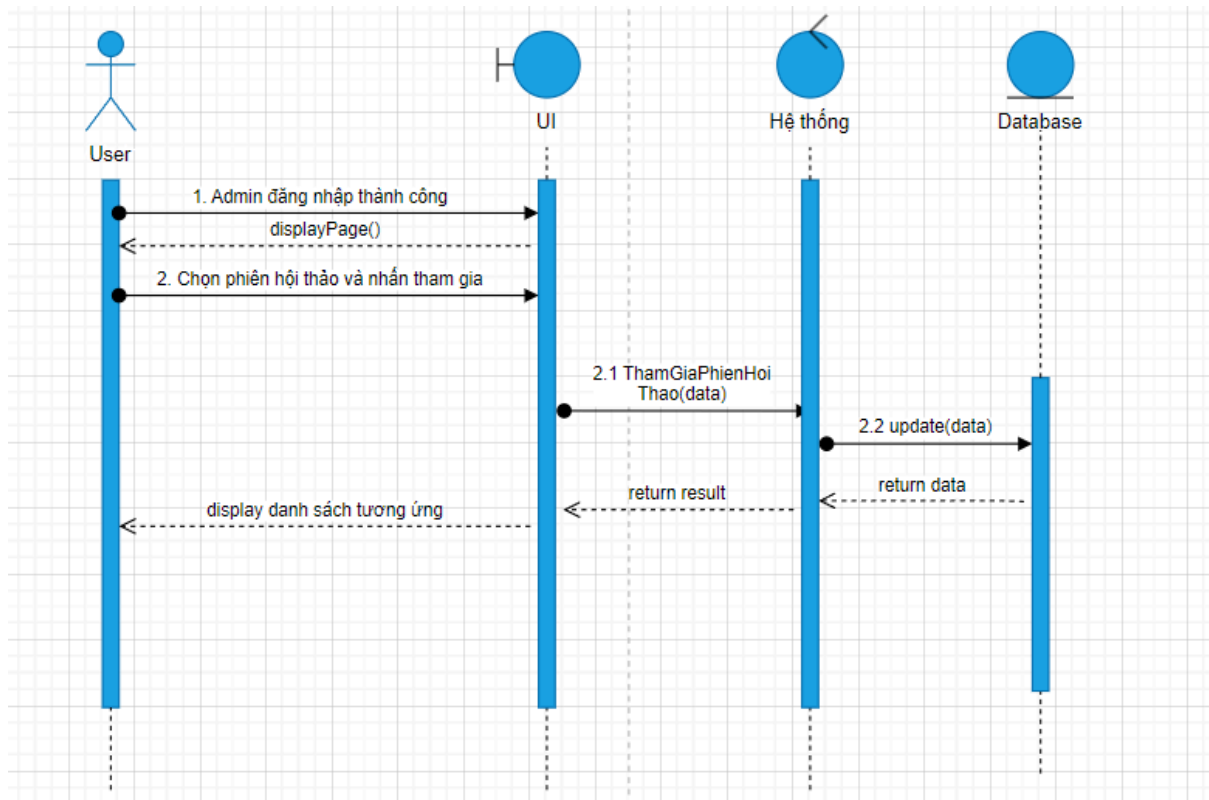 User
UI
Hệ thống
Database
1. Admin đăng nhập thành công
displayPage()
2. Chọn phiên hội thảo và nhấn tham gia
2.1 ThamGiaPhienHoi
Thao(data)
2.2 update(data)
return data
return result
display danh sách tương ứng